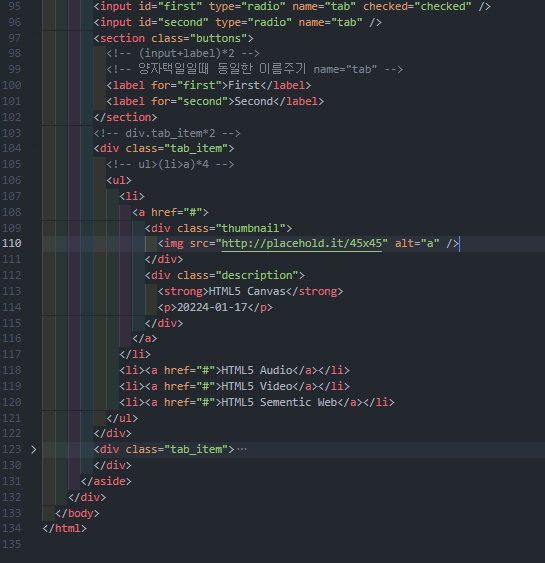 95 <input id="first" type="radio" name="tab" checked="checked" />
96 <input id="second" type="radio" name="tab" />
97 <section class="buttons">
98 <!-- (input+label)*2 -->
99 <!-- 양자택일일때 동일한 이름주기 name="tab" -->
100 <label for="first">First</label>
101 <label for="second">Second</label>
102 </section>
103 <!-- div.tab_item*2 -->
104 <div class="tab_item">
105 <!-- ul>(li>a)*4 -->
106 <ul>
107 <li>
108 <a href="#">
109 <div class="thumbnail">
110 <img src="http://placehold.it/45x45" alt="a" />
111 </div>
112 <div class="description">
113 <strong>HTML5 Canvas</strong>
114 <p>20224-01-17</p>
115 </div>
116 </a>
117 </li>
118 <li><a href="#">HTML5 Audio</a></li>
119 <li><a href="#">HTML5 Video</a></li>
120 <li><a href="#">HTML5 Sementic Web</a></li>
121 </ul>
122 </div>
123 <div class="tab_item">…
130 </div>
131 </aside>
132 </div>
133 </body>
134 </html>
135